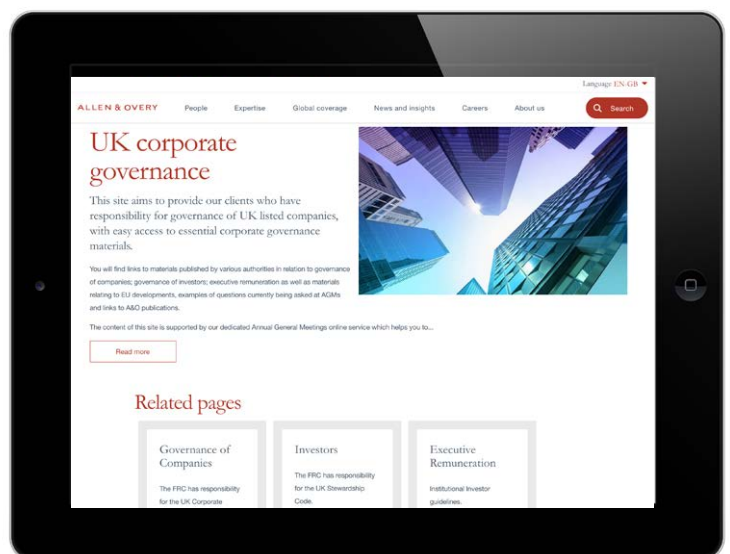 Language EN-GB
ALLEN & OVERY People Expertise Global coverage News and insights Careers About us Search
UK corporate
governance
This site aims to provide our clients who have
responsibility for governance of UK listed companies,
with easy access to essential corporate governance
materials.
You will find links to materials published by various authorities in relation to governance
of companies; governance of investors; executive remuneration as well as materials
relating to EU developments, examples of questions currently being asked at AGMs
and links to A&O publications.
The content of this site is supported by our dedicated Annual General Meetings online service which helps you to...
Read more
Related pages
Governance of
Companies
The FRC has responsibility
for the UK Corporate
Investors
The FRC has responsibility
for the UK Stewardship
Code.
Executive
Remuneration
Institutional Investor
guidelines.